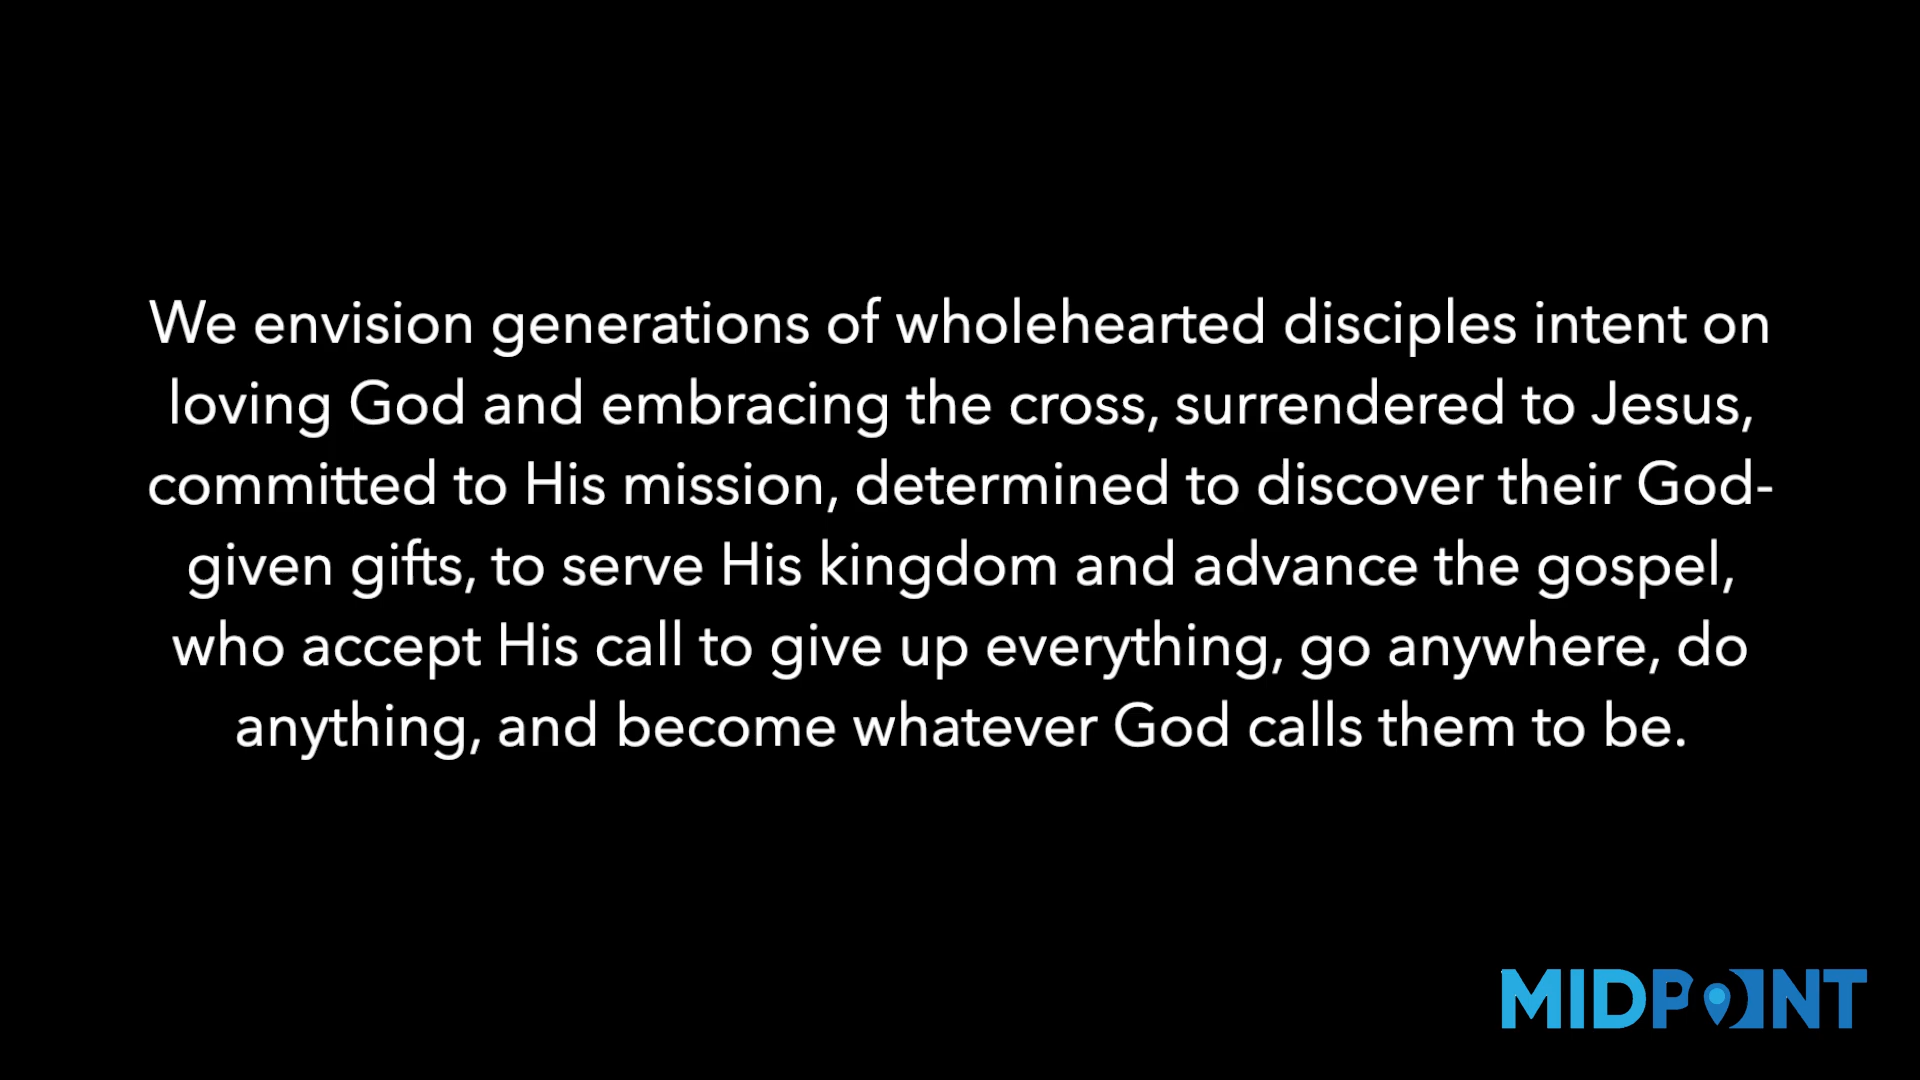 We envision generations of wholehearted disciples intent on
loving God and embracing the cross, surrendered to Jesus,
committed to His mission, determined to discover their God-
given gifts, to serve His kingdom and advance the gospel,
who accept His call to give up everything, go anywhere, do
anything, and become whatever God calls them to be.
MIDPOINT